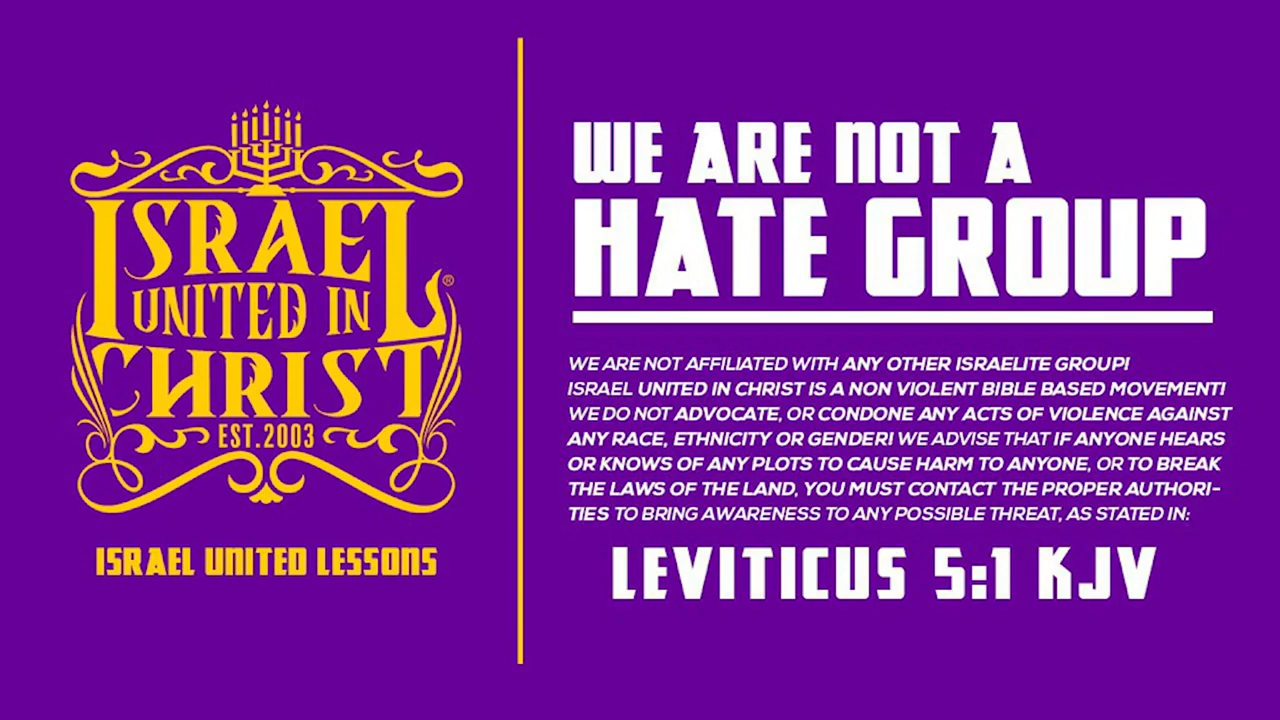 ISRAEL
UNITED IN
CHRIST
EST.2003
ISRAEL UNITED LESSONS
WE ARE NOT A
HATE GROUP
WE ARE NOT AFFILIATED WITH ANY OTHER ISRAELITE GROUP!
ISRAEL UNITED IN CHRIST IS A NON VIOLENT BIBLE BASED MOVEMENT!
WE DO NOT ADVOCATE, OR CONDONE ANY ACTS OF VIOLENCE AGAINST
ANY RACE, ETHNICITY OR GENDER! WE ADVISE THAT IF ANYONE HEARS
OR KNOWS OF ANY PLOTS TO CAUSE HARM TO ANYONE, OR TO BREAK
THE LAWS OF THE LAND, YOU MUST CONTACT THE PROPER AUTHORI-
TIES TO BRING AWARENESS TO ANY POSSIBLE THREAT, AS STATED IN:
LEVITICUS 5:1 KJV